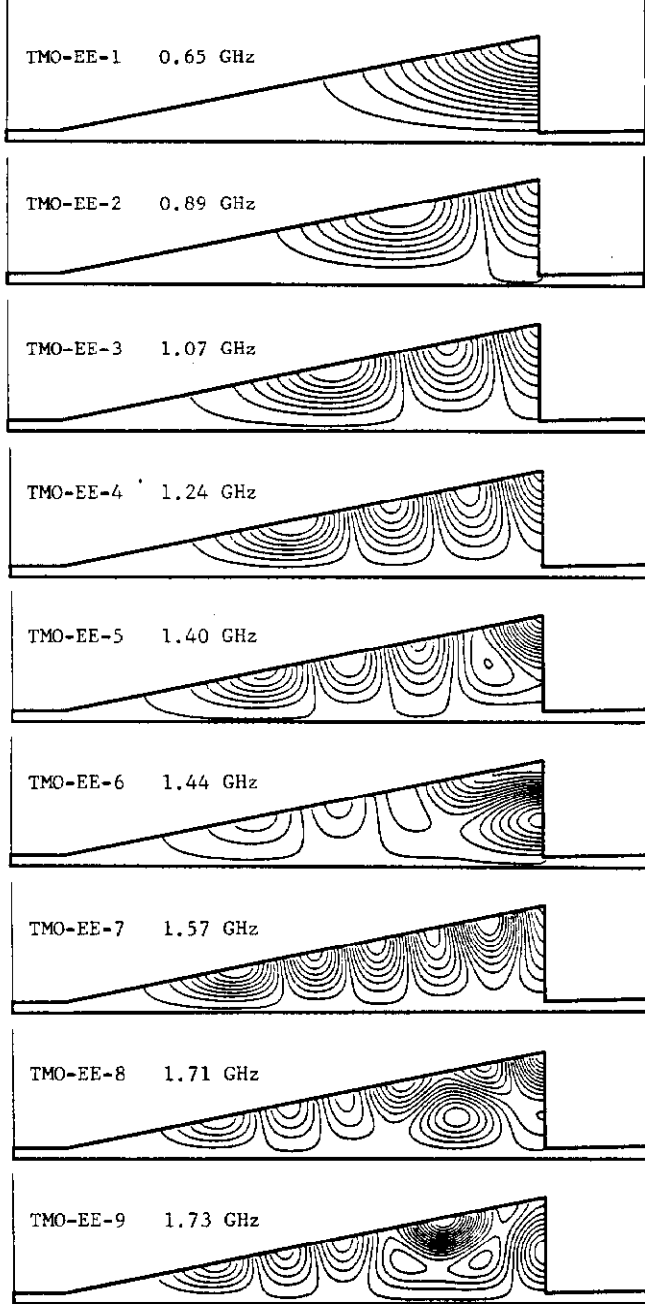 TMO-EE-1 0.65 GHz
TMO-EE-2 0.89 GHz
TMO-EE-3 1.07 GHz
TMO-EE-4 1.24 GHz
TMO-EE-5 1.40 GHz
TMO-EE-6 1.44 GHz
TMO-EE-7 1.57 GHz
TMO-EE-8 1.71 GHz
TMO-EE-9 1.73 GHz